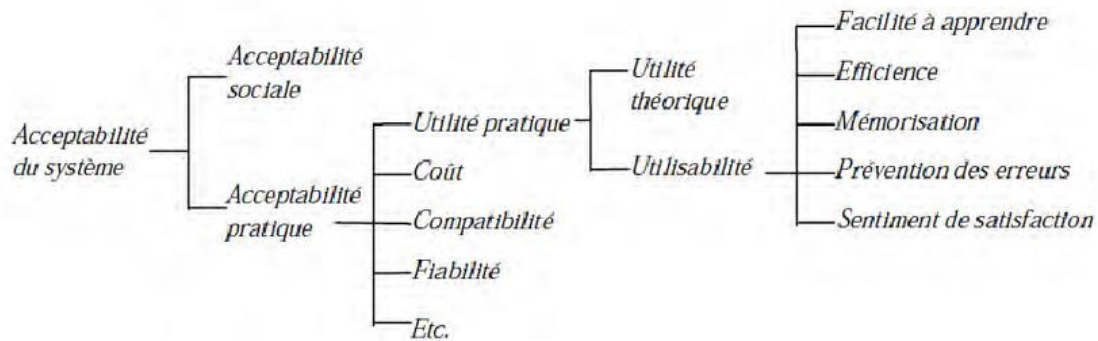 Acceptabilité
du système
Acceptabilité
sociale
Acceptabilité
pratique
Utilité pratique
Coût
Compatibilité
Fiabilité
Etc.
Utilité
théorique
Utilisabilité
Facilité à apprendre
Efficience
Mémorisation
Prévention des erreurs
Sentiment de satisfaction